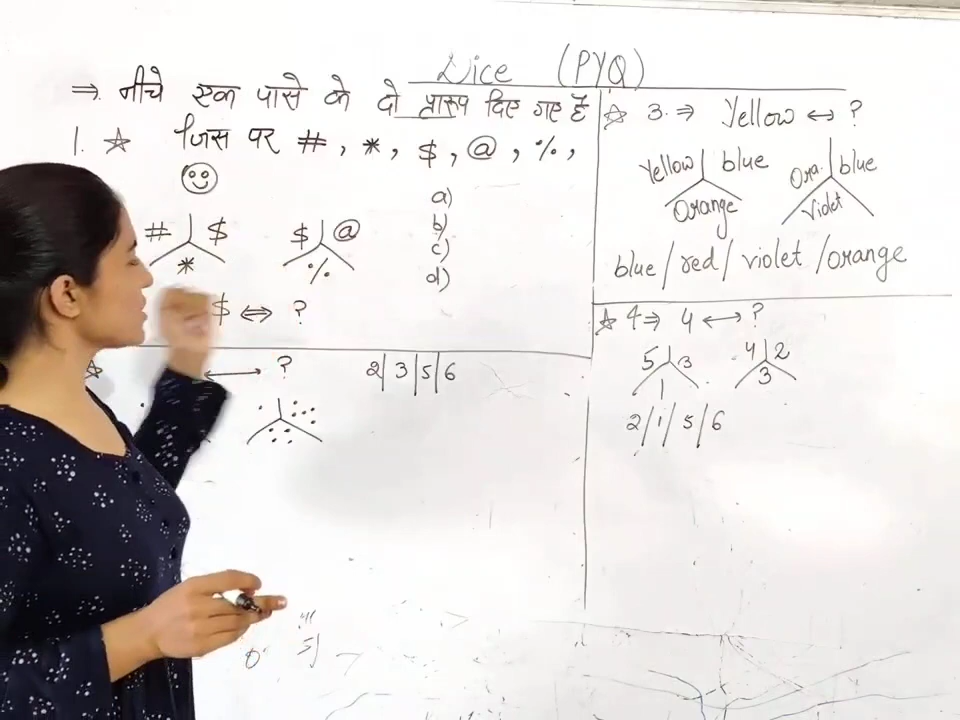 Dice (PYQ)
⇒ नीचे एक पासे के दो प्रारूप दिए गए हैं
1. ☆ जिस पर #, *, $, @, %,
☺
# $ *
$ @ %
a)
b)
c)
d)
$ ⇔ ?
☆ ⟷ ?
2 | 3 | 5 | 6
☆ 3. ⇒ Yellow ↔ ?
Yellow blue Orange
Ora. blue Violet
blue / red / violet / orange
☆ 4 ⇒ 4 ⟷ ?
5 3 1
4 2 3
2 / 1 / 5 / 6